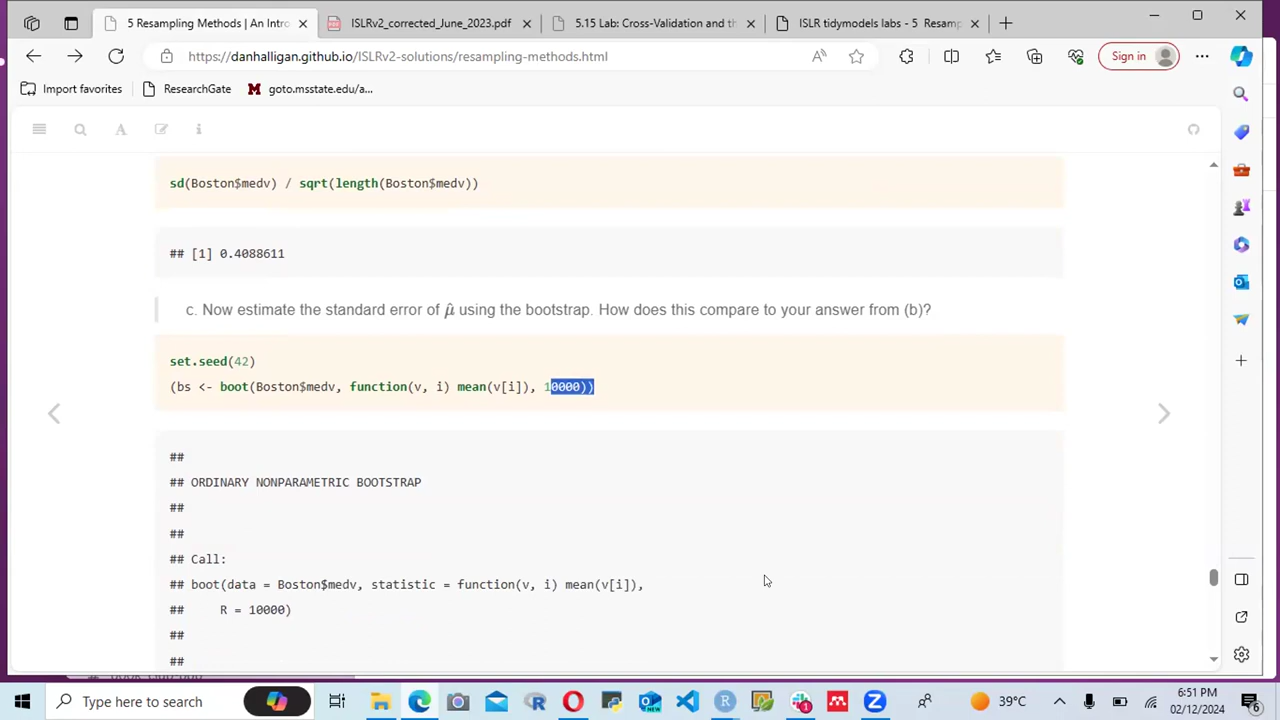 5 Resampling Methods | An Intro
ISLRv2_corrected_June_2023.pdf
5.15 Lab: Cross-Validation and th
ISLR tidymodels labs - 5 Resamp
https://danhalligan.github.io/ISLRv2-solutions/resampling-methods.html
Sign in
Import favorites
ResearchGate
goto.msstate.edu/a...
sd(Boston$medv) / sqrt(length(Boston$medv))
## [1] 0.4088611
c. Now estimate the standard error of μ̂ using the bootstrap. How does this compare to your answer from (b)?
set.seed(42)
(bs <- boot(Boston$medv, function(v, i) mean(v[i]), 10000))
##
## ORDINARY NONPARAMETRIC BOOTSTRAP
##
##
## Call:
## boot(data = Boston$medv, statistic = function(v, i) mean(v[i]),
## R = 10000)
##
##
Type here to search
39°C
6:51 PM
02/12/2024
6